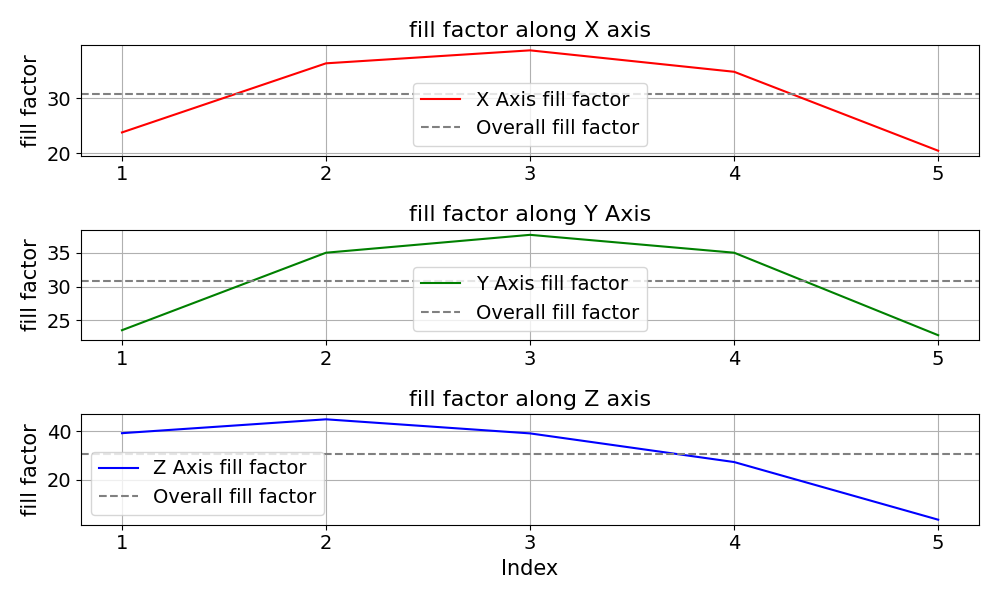 fill factor along X axis
fill factor
30
20
X Axis fill factor
Overall fill factor
1 2 3 4 5
fill factor along Y Axis
fill factor
35
30
25
Y Axis fill factor
Overall fill factor
1 2 3 4 5
fill factor along Z axis
fill factor
40
20
Z Axis fill factor
Overall fill factor
1 2 3 4 5
Index